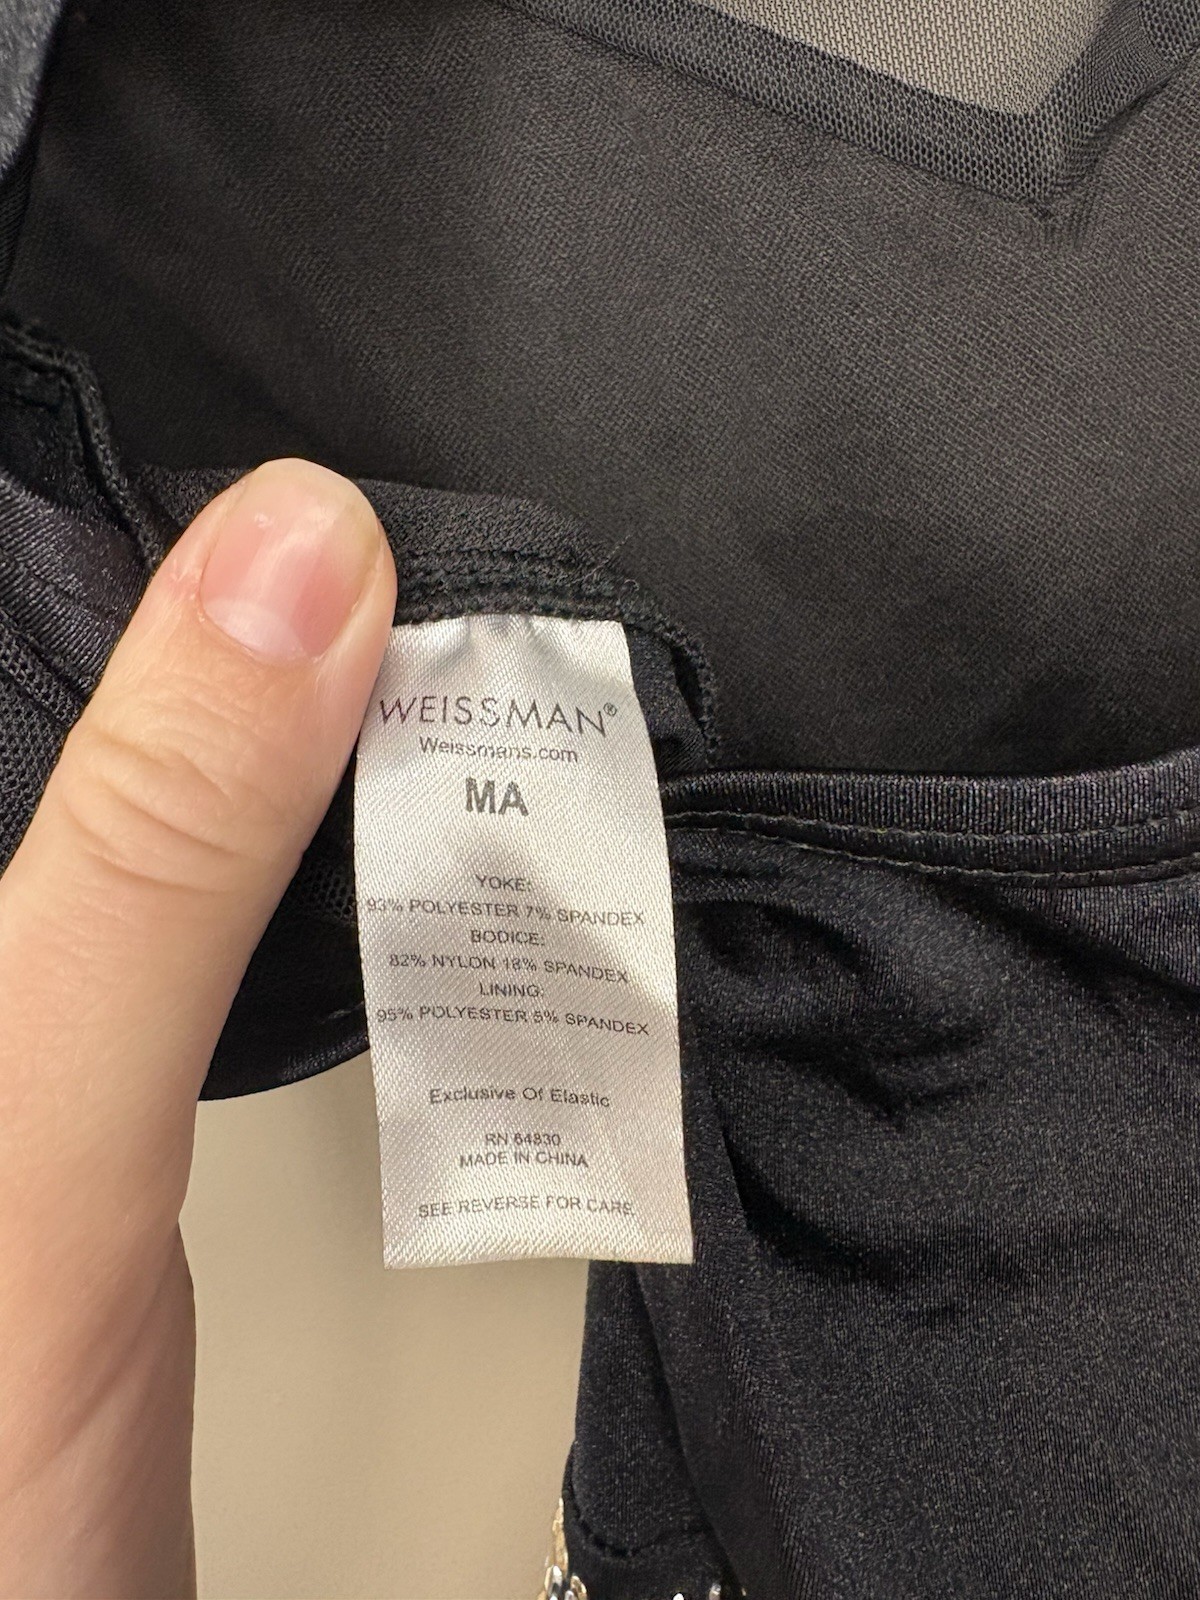 WEISSMAN®
Weissmans.com
MA
YOKE:
93% POLYESTER 7% SPANDEX
BODICE:
82% NYLON 18% SPANDEX
LINING:
95% POLYESTER 5% SPANDEX
Exclusive Of Elastic
RN 64830
MADE IN CHINA
SEE REVERSE FOR CARE